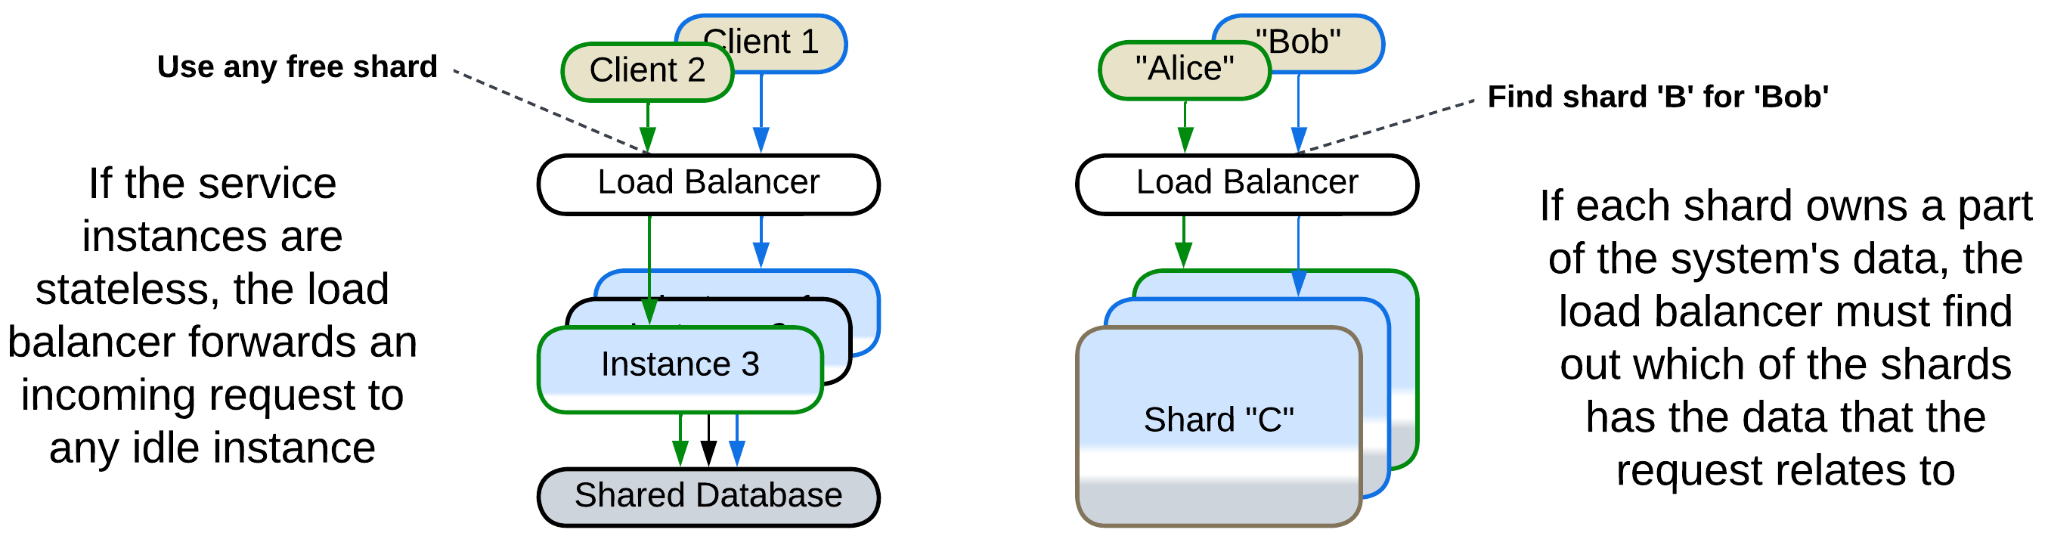 Use any free shard
If the service
instances are
stateless, the load
balancer forwards an
incoming request to
any idle instance
Client 1
Client 2
Load Balancer
Instance 3
Shared Database
"Bob"
"Alice"
Load Balancer
Shard "C"
Find shard 'B' for 'Bob'
If each shard owns a part
of the system's data, the
load balancer must find
out which of the shards
has the data that the
request relates to